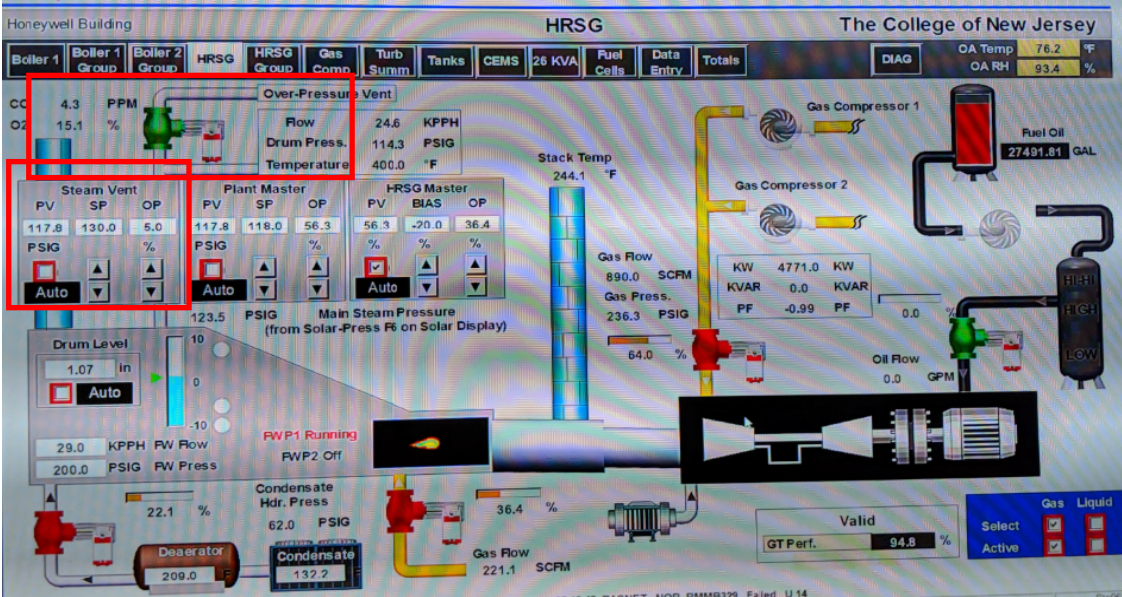 Honeywell Building HRSG The College of New Jersey
Boiler 1 Boiler 1 Group Boiler 2 Group HRSG HRSG Group Gas Comp Turb Summ Tanks CEMS 26 KVA Fuel Cells Data Entry Totals DIAG
OA Temp 76.2 °F
OA RH 93.4 %
4.3 PPM
15.1 %
Over-Pressure Vent
Flow 24.6 KPPH
Drum Press. 114.3 PSIG
Temperature 400.0 °F
Steam Vent
PV SP OP
117.8 130.0 5.0
PSIG %
Auto
Plant Master
PV SP OP
117.8 118.0 56.3
PSIG %
Auto
HRSG Master
PV BIAS OP
56.3 -20.0 36.4
% % %
Auto
123.5 PSIG Main Steam Pressure
(from Solar-Press F6 on Solar Display)
Stack Temp
244.1 °F
Gas Compressor 1
Gas Compressor 2
Fuel Oil
27491.81 GAL
Gas Flow
890.0 SCFM
Gas Press.
236.3 PSIG
64.0 %
KW 4771.0 KW
KVAR 0.0 KVAR
PF -0.99 PF
0.0 %
HI-HI
HIGH
LOW
Oil Flow
0.0 GPM
Drum Level
1.07 in
Auto
10
0
-10
29.0 KPPH FW Flow
200.0 PSIG FW Press
FWP1 Running
FWP2 Off
22.1 %
Condensate
Hdr. Press
62.0 PSIG
36.4 %
Deaerator
209.0 F
Condensate
132.2 F
Gas Flow
221.1 SCFM
Valid
GT Perf. 94.8 %
Gas Liquid
Select
Active